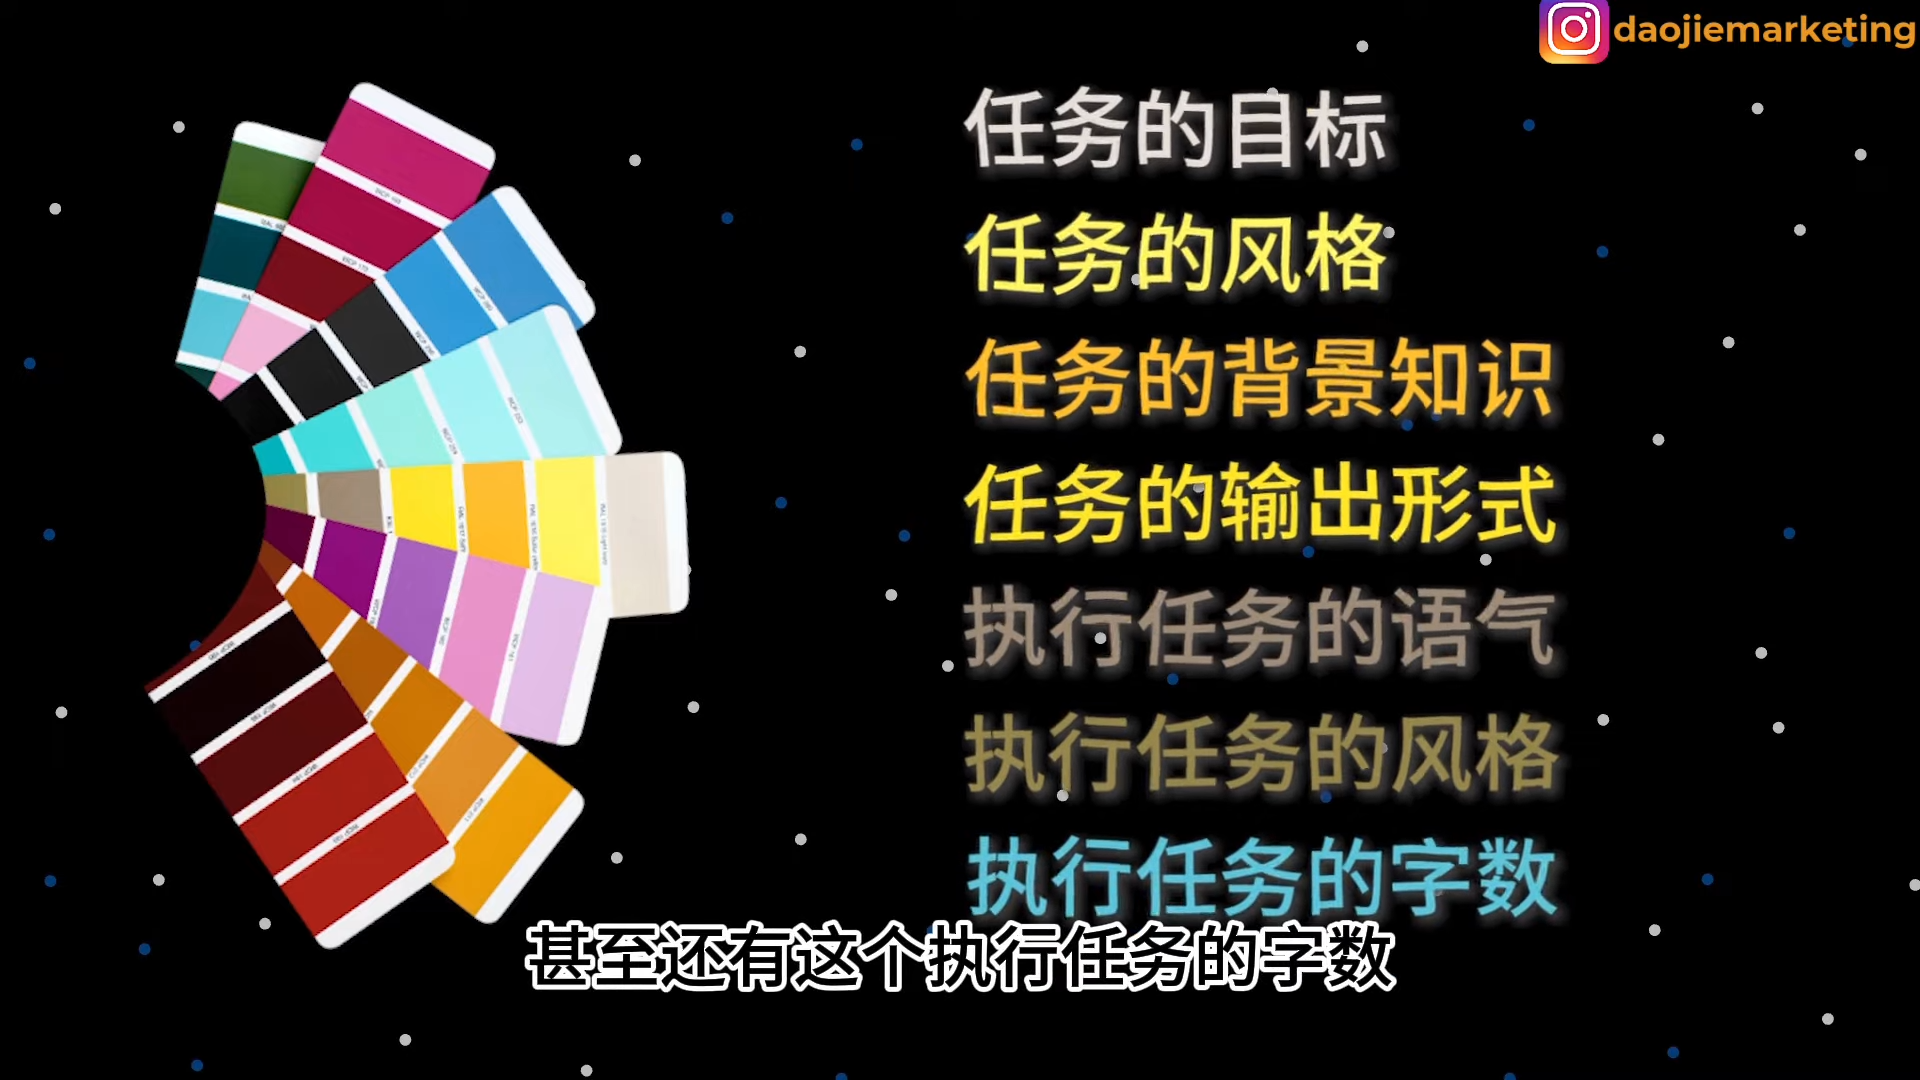 daojiemarketing
任务的目标
任务的风格
任务的背景知识
任务的输出形式
执行任务的语气
执行任务的风格
执行任务的字数
甚至还有这个执行任务的字数